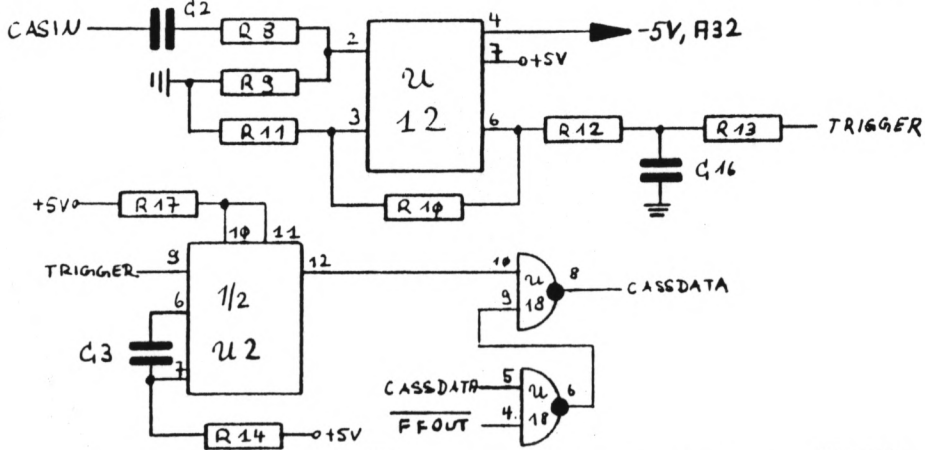 CASIN C2 R8 2 4 -5V, A32
7 +5V
R9 U
12
R11 3 6 R12 R13 TRIGGER
C16
R10
+5V R17
10 11
TRIGGER 9 12 10 U 8 CASSDATA
1/2 9 18
6
U2
C3 7
CASSDATA 5 U 6
FFOUT 4. 18
R14 +5V